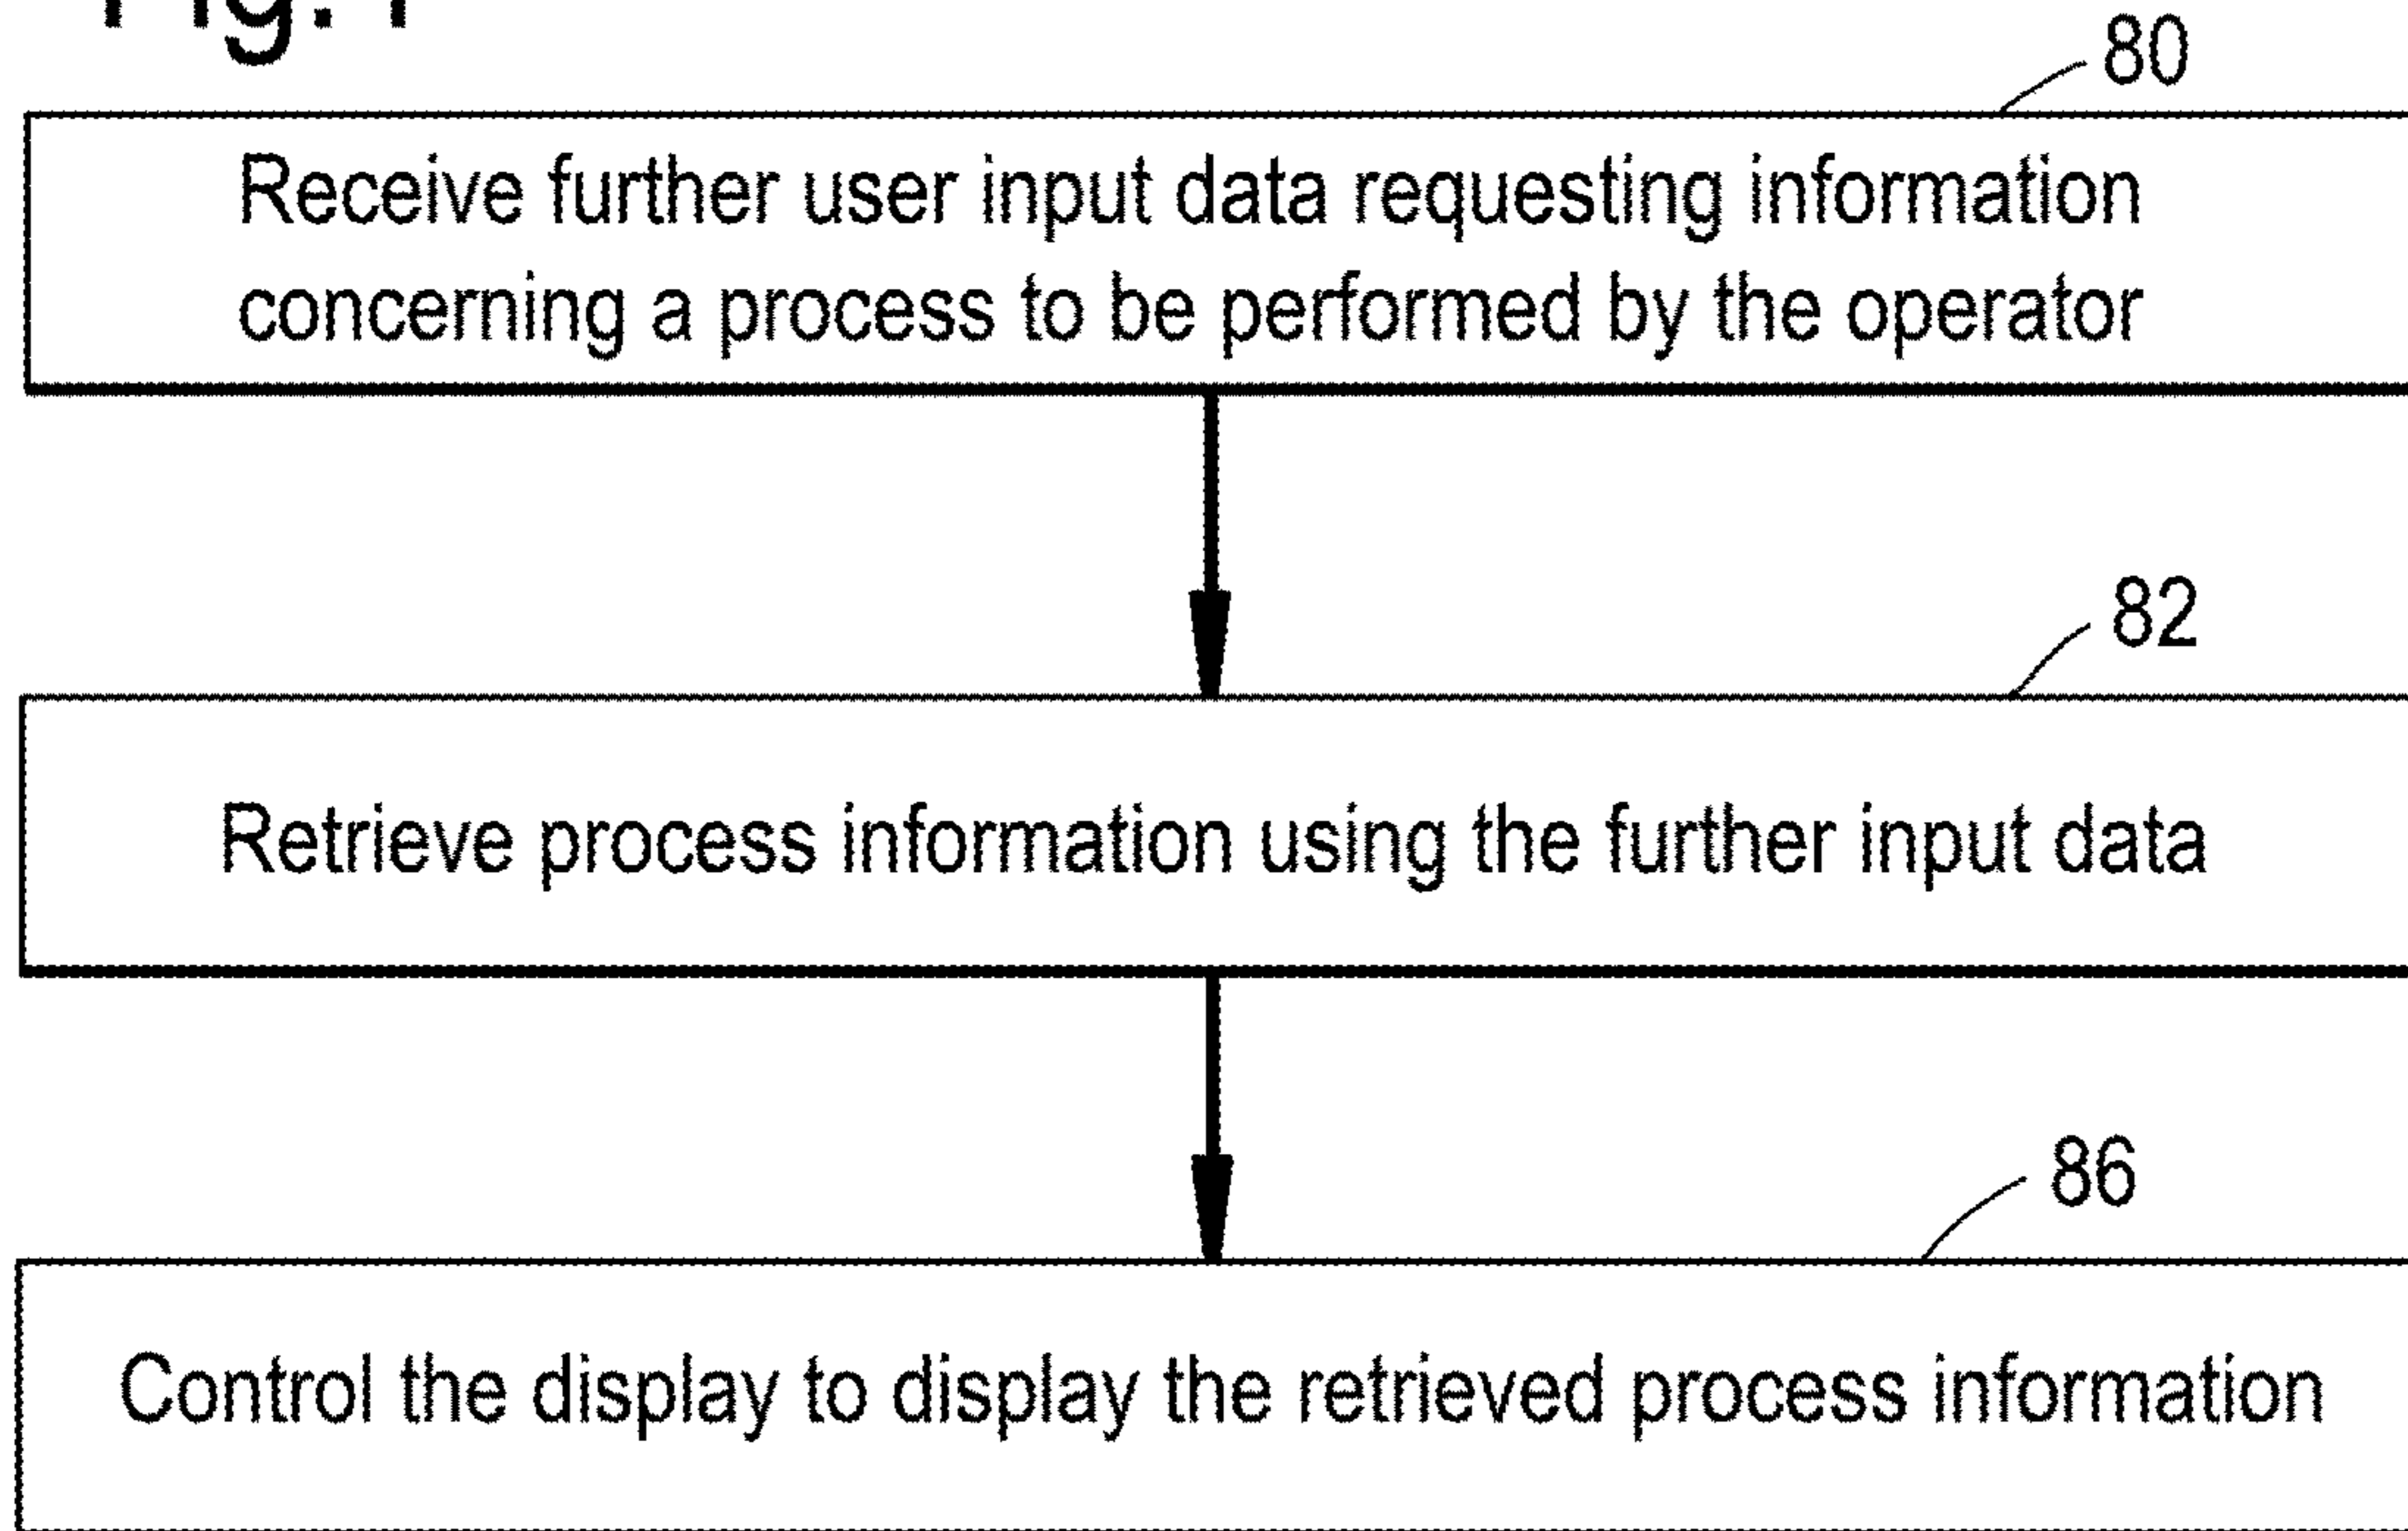 80
Receive further user input data requesting information
concerning a process to be performed by the operator
82
Retrieve process information using the further input data
86
Control the display to display the retrieved process information